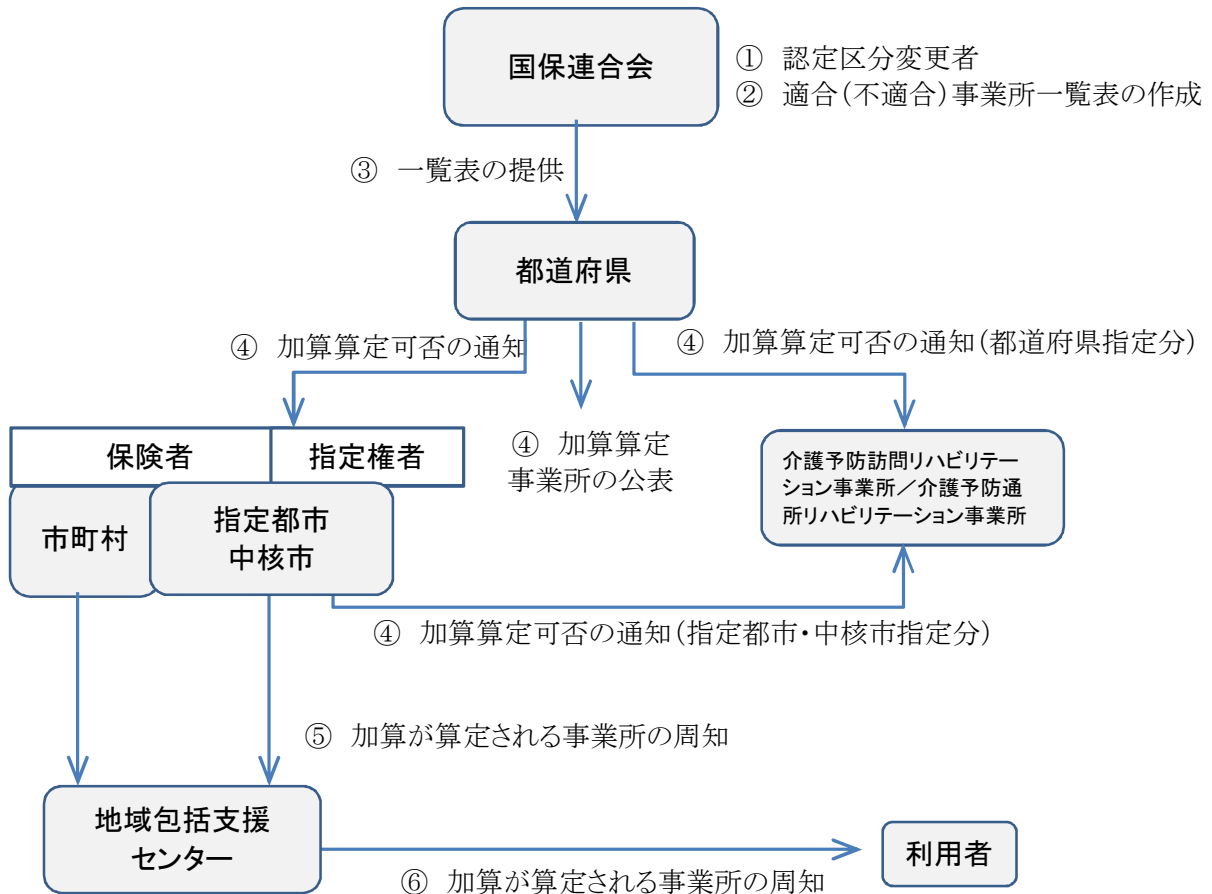 国保連合会
① 認定区分変更者
② 適合(不適合)事業所一覧表の作成
③ 一覧表の提供
都道府県
④ 加算算定可否の通知
④ 加算算定可否の通知(都道府県指定分)
④ 加算算定
事業所の公表
保険者
指定権者
市町村
指定都市
中核市
介護予防訪問リハビリテー
ション事業所/介護予防通
所リハビリテーション事業所
④ 加算算定可否の通知(指定都市・中核市指定分)
⑤ 加算が算定される事業所の周知
地域包括支援
センター
利用者
⑥ 加算が算定される事業所の周知